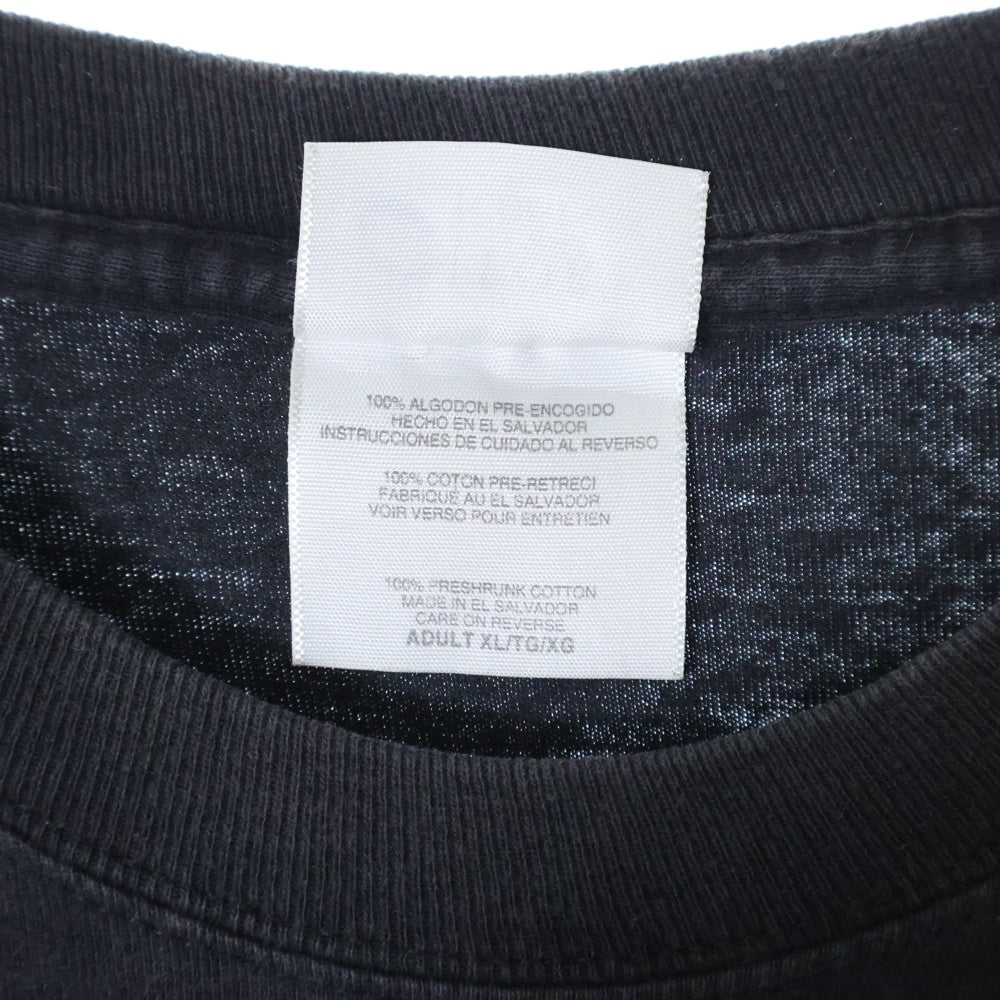 100% ALGODON PRE-ENCOGIDO
HECHO EN EL SALVADOR
INSTRUCCIONES DE CUIDADO AL REVERSO
100% COTON PRE-RETRECI
FABRIQUE AU EL SALVADOR
VOIR VERSO POUR ENTRETIEN
100% PRESHRUNK COTTON
MADE IN EL SALVADOR
CARE ON REVERSE
ADULT XL/TG/XG